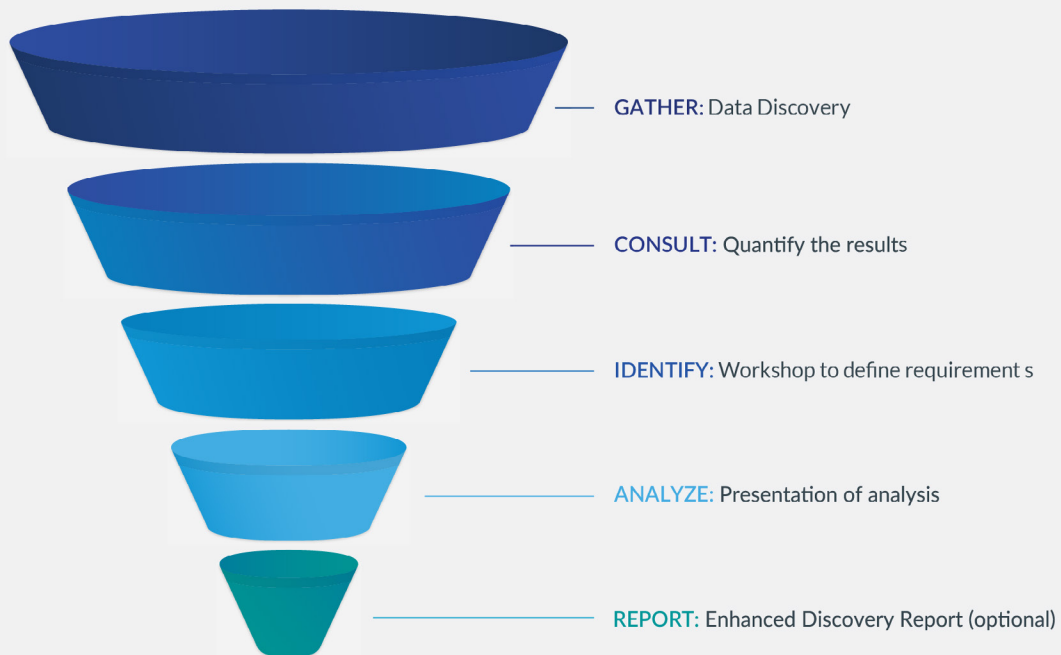 GATHER: Data Discovery
CONSULT: Quantify the results
IDENTIFY: Workshop to define requirement s
ANALYZE: Presentation of analysis
REPORT: Enhanced Discovery Report (optional)